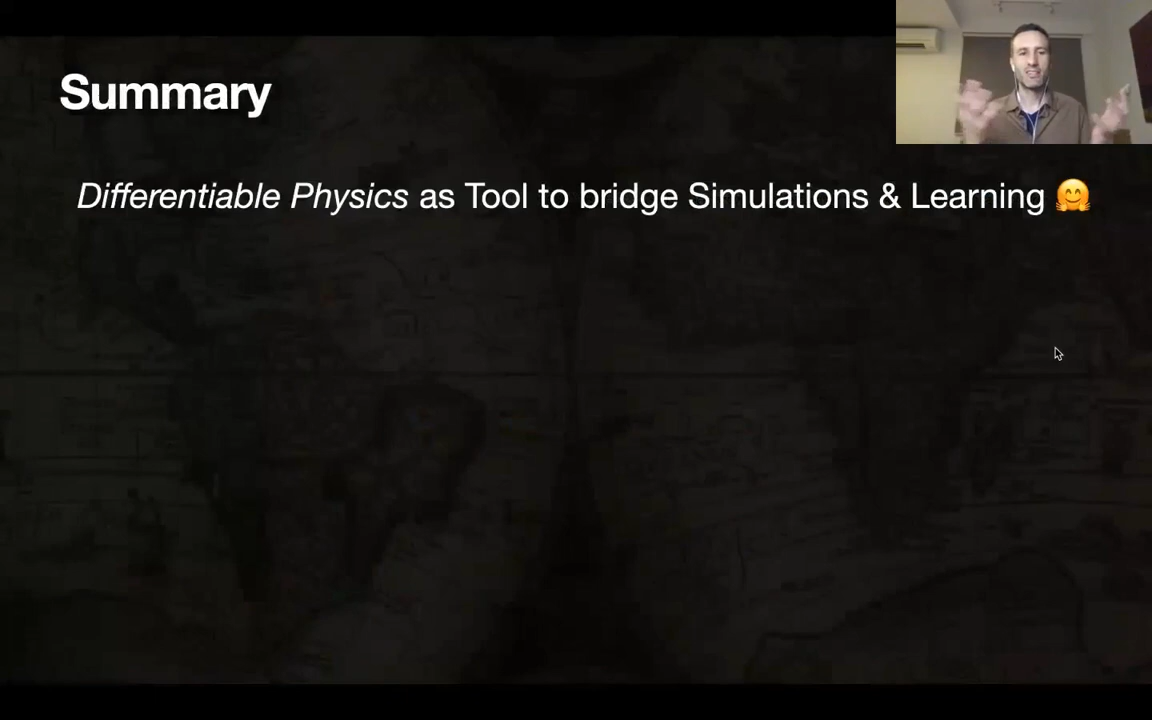 Summary
Differentiable Physics as Tool to bridge Simulations & Learning 🤗